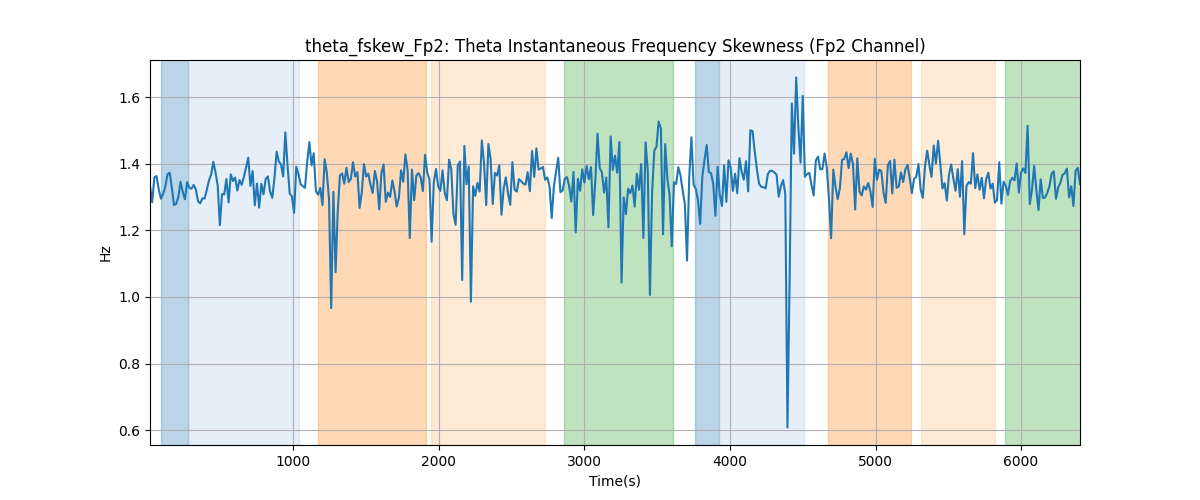 theta_fskew_Fp2: Theta Instantaneous Frequency Skewness (Fp2 Channel)
Hz
1.6
1.4
1.2
1.0
0.8
0.6
1000 2000 3000 4000 5000 6000
Time(s)